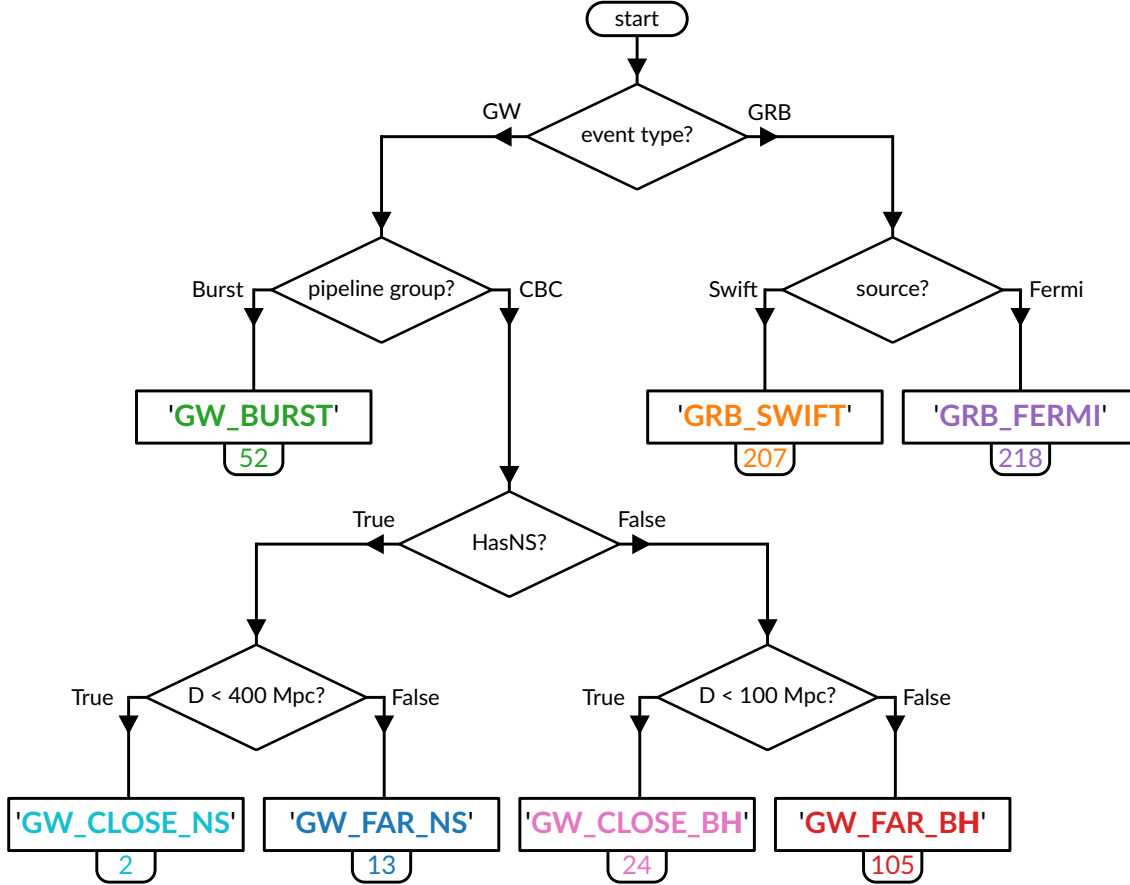 start
GW
GRB
event type?
Burst
pipeline group?
CBC
Swift
source?
Fermi
'GW_BURST'
52
'GRB_SWIFT'
207
'GRB_FERMI'
218
True
HasNS?
False
True
D < 400 Mpc?
False
True
D < 100 Mpc?
False
'GW_CLOSE_NS'
2
'GW_FAR_NS'
13
'GW_CLOSE_BH'
24
'GW_FAR_BH'
105